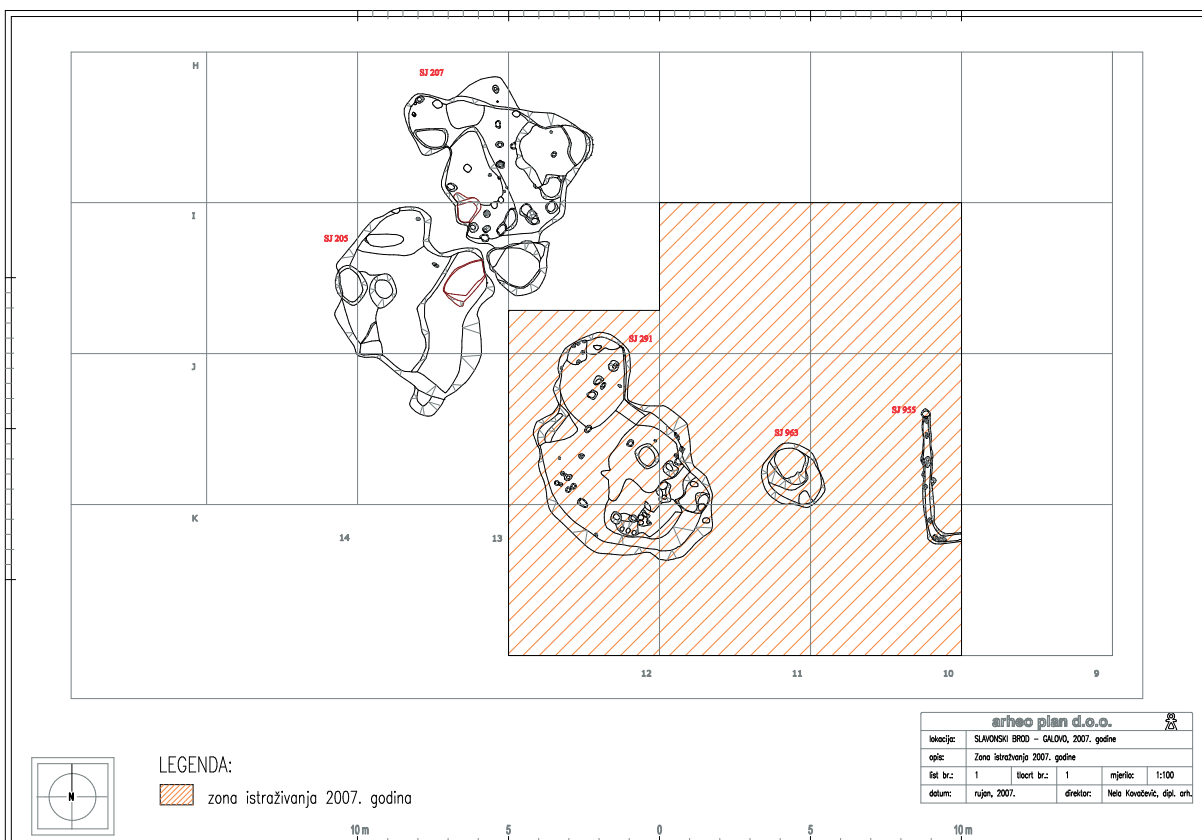 H
SJ 207
I
SJ 205
SJ 291
J
SJ 955
SJ 963
K
14
13
12
11
10
9
arheo plan d.o.o.
lokacija: SLAVONSKI BROD – GALOVO, 2007. godine
opis: Zona istraživanja 2007. godine
list br.: 1 tlocrt br.: 1 mjerilo: 1:100
datum: rujan, 2007. direktor: Nela Kovačević, dipl. arh.
LEGENDA:
zona istraživanja 2007. godina
N
10 m 5 0 5 10 m